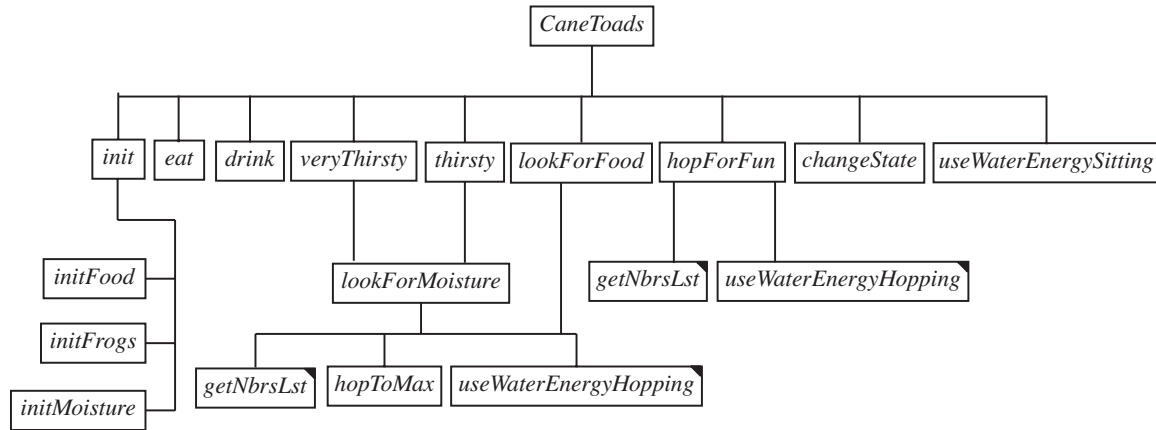 CaneToads
init
eat
drink
veryThirsty
thirsty
lookForFood
hopForFun
changeState
useWaterEnergySitting
initFood
lookForMoisture
getNbrsLst
useWaterEnergyHopping
initFrogs
getNbrsLst
hopToMax
useWaterEnergyHopping
initMoisture